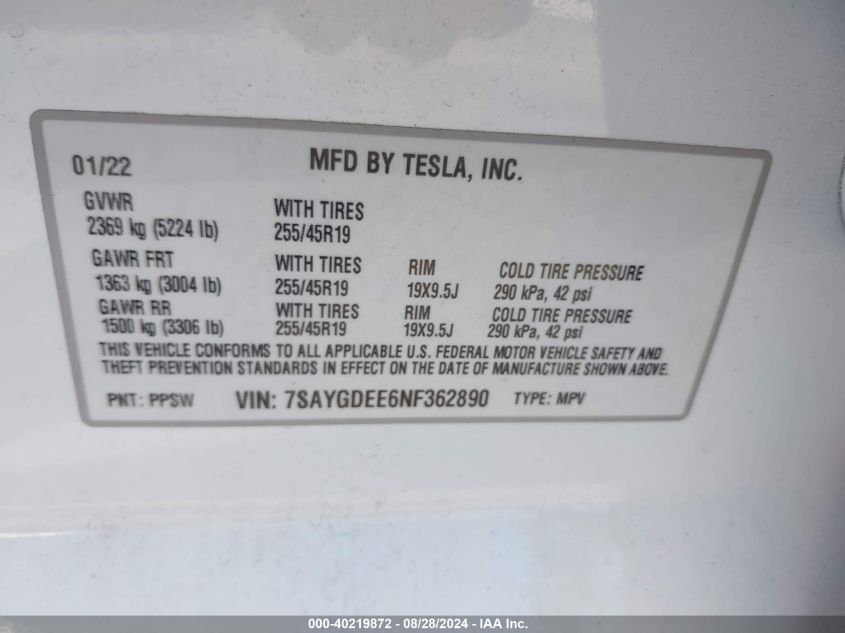 01/22 MFD BY TESLA, INC.
GVWR
2369 kg (5224 lb)
WITH TIRES
255/45R19
GAWR FRT WITH TIRES RIM COLD TIRE PRESSURE
1363 kg (3004 lb) 255/45R19 19X9.5J 290 kPa, 42 psi
GAWR RR WITH TIRES RIM COLD TIRE PRESSURE
1500 kg (3306 lb) 255/45R19 19X9.5J 290 kPa, 42 psi
THIS VEHICLE CONFORMS TO ALL APPLICABLE U.S. FEDERAL MOTOR VEHICLE SAFETY AND
THEFT PREVENTION STANDARDS IN EFFECT ON THE DATE OF MANUFACTURE SHOWN ABOVE.
PNT: PPSW VIN: 7SAYGDEE6NF362890 TYPE: MPV
000-40219872 / 08/28/2024 - IAA Inc.